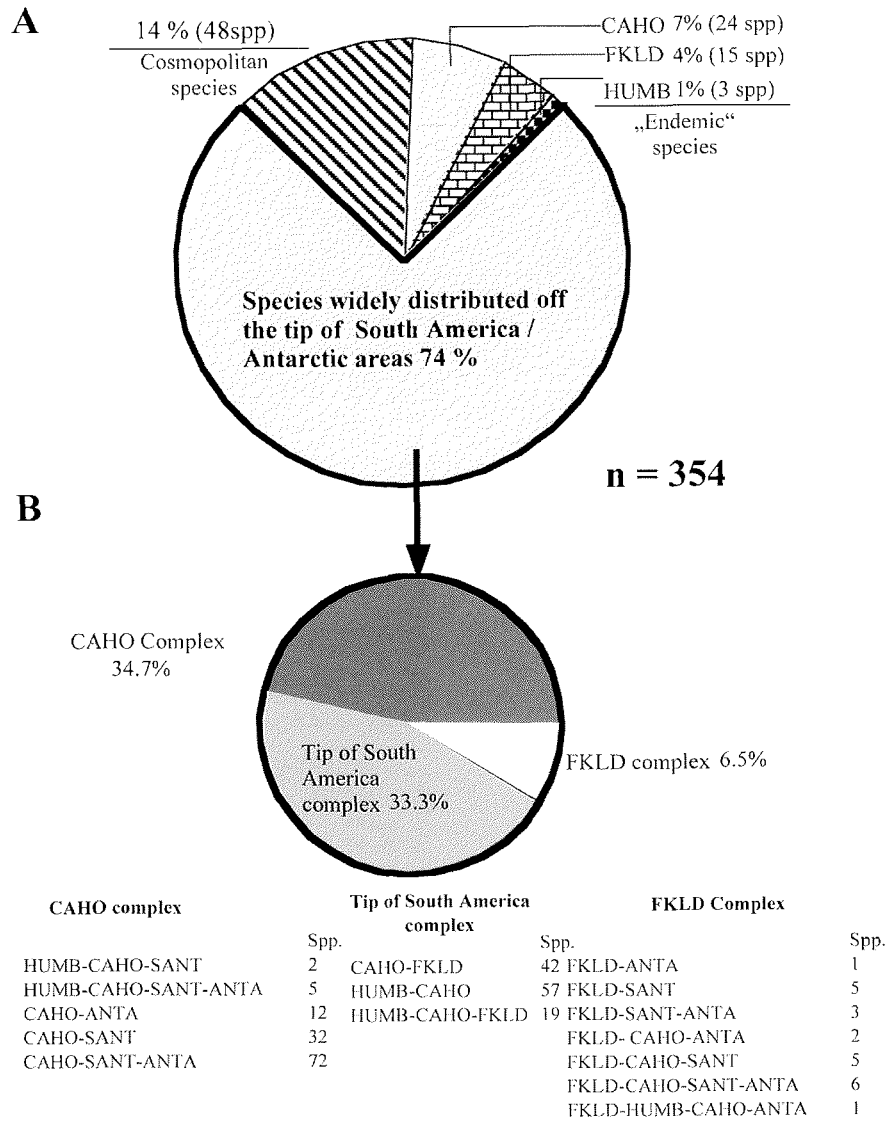 A
14 % (48spp)
Cosmopolitan
species
CAHO 7% (24 spp)
FKLD 4% (15 spp)
HUMB 1% (3 spp)
„Endemic“
species
Species widely distributed off
the tip of South America /
Antarctic areas 74 %
n = 354
B
CAHO Complex
34.7%
Tip of South
America
complex 33.3%
FKLD complex 6.5%
CAHO complex
Spp.
HUMB-CAHO-SANT 2
HUMB-CAHO-SANT-ANTA 5
CAHO-ANTA 12
CAHO-SANT 32
CAHO-SANT-ANTA 72
Tip of South America
complex
Spp.
CAHO-FKLD 42
HUMB-CAHO 57
HUMB-CAHO-FKLD 19
FKLD Complex
Spp.
FKLD-ANTA 1
FKLD-SANT 5
FKLD-SANT-ANTA 3
FKLD- CAHO-ANTA 2
FKLD-CAHO-SANT 5
FKLD-CAHO-SANT-ANTA 6
FKLD-HUMB-CAHO-ANTA 1